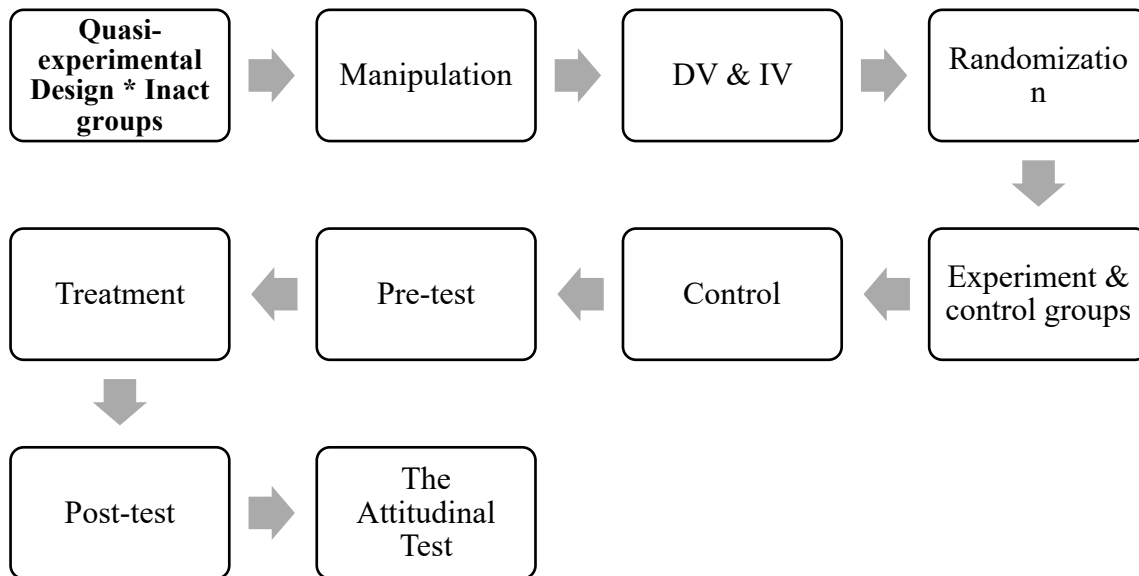 Quasi-
experimental
Design * Inact
groups
Manipulation
DV & IV
Randomizatio
n
Experiment &
control groups
Control
Pre-test
Treatment
Post-test
The
Attitudinal
Test